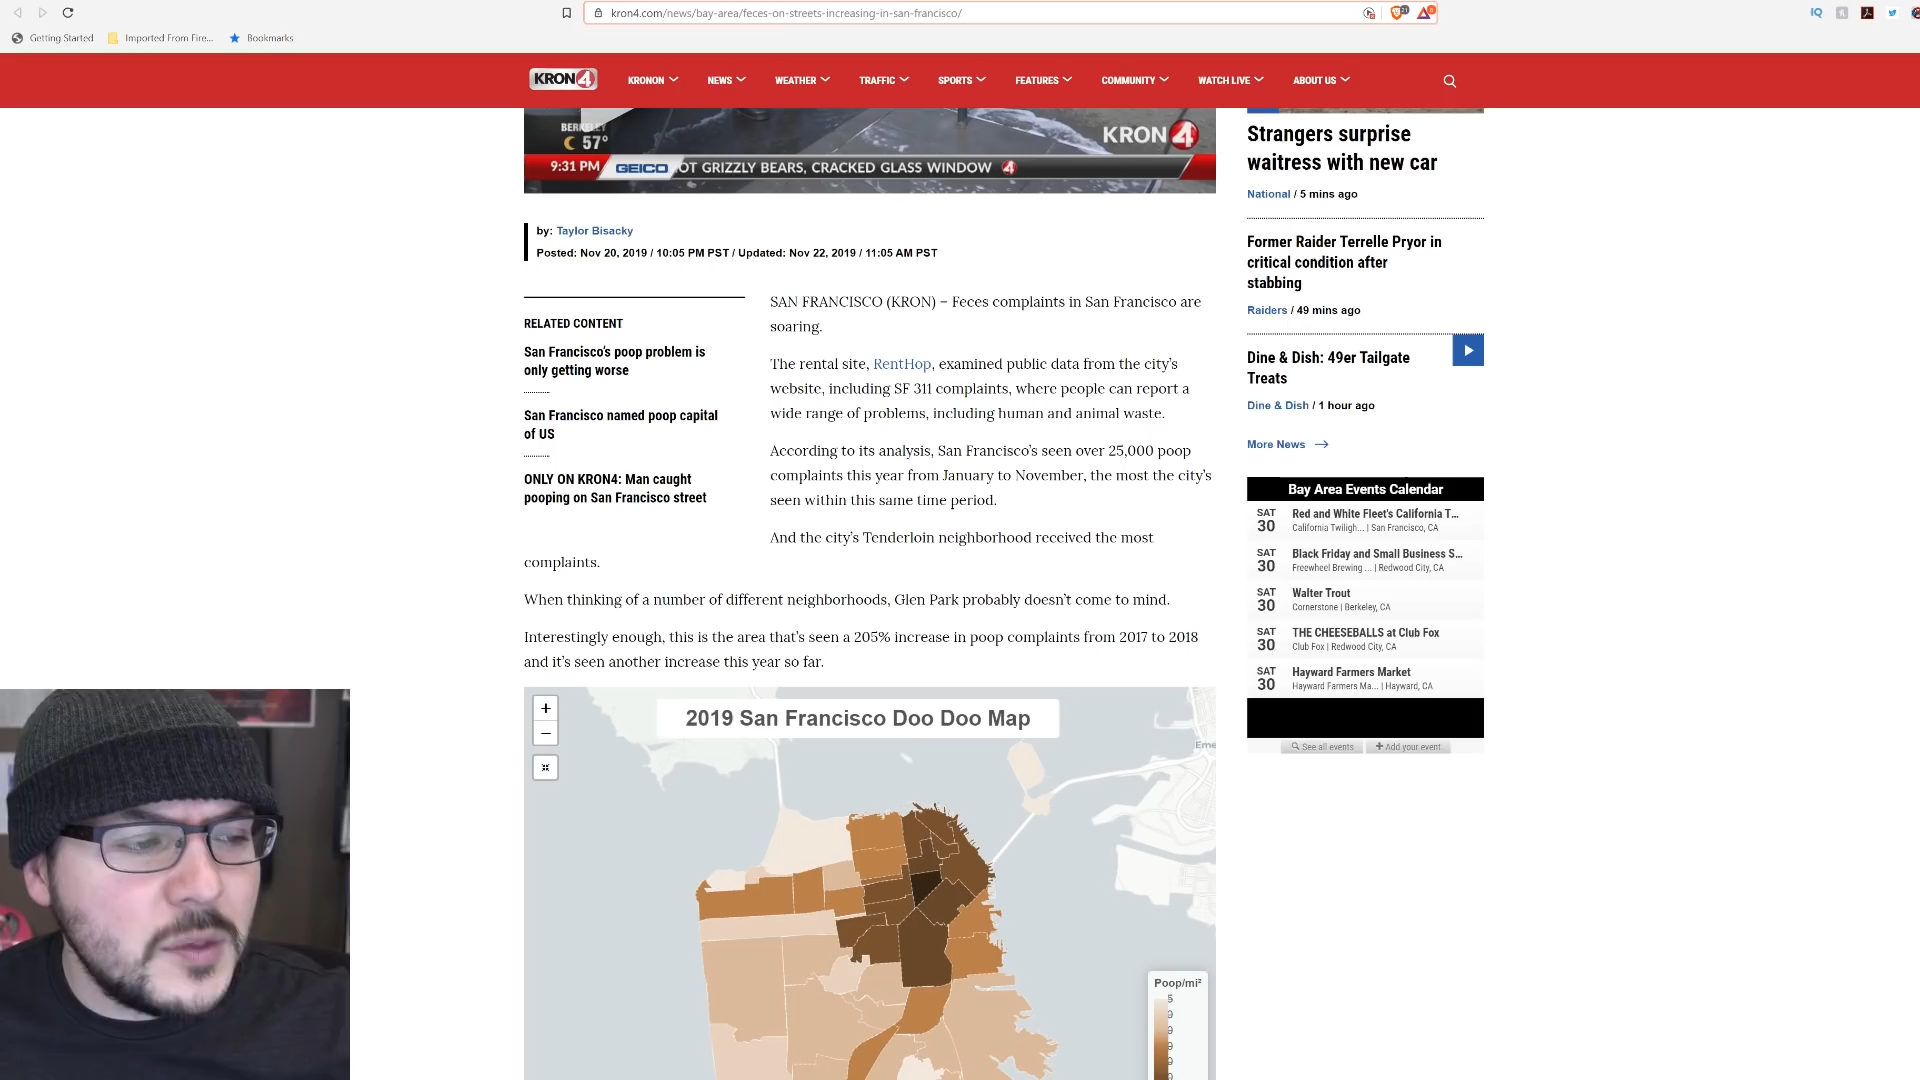 kron4.com/news/bay-area/feces-on-streets-increasing-in-san-francisco/
Getting Started
Imported From Fire...
Bookmarks
KRON4
KRONON
NEWS
WEATHER
TRAFFIC
SPORTS
FEATURES
COMMUNITY
WATCH LIVE
ABOUT US
BERKELEY
57°
KRON4
9:31 PM
GEICO
OT GRIZZLY BEARS, CRACKED GLASS WINDOW
by: Taylor Bisacky
Posted: Nov 20, 2019 / 10:05 PM PST / Updated: Nov 22, 2019 / 11:05 AM PST
RELATED CONTENT
San Francisco's poop problem is
only getting worse
San Francisco named poop capital
of US
ONLY ON KRON4: Man caught
pooping on San Francisco street
SAN FRANCISCO (KRON) – Feces complaints in San Francisco are
soaring.
The rental site, RentHop, examined public data from the city's
website, including SF 311 complaints, where people can report a
wide range of problems, including human and animal waste.
According to its analysis, San Francisco's seen over 25,000 poop
complaints this year from January to November, the most the city's
seen within this same time period.
And the city's Tenderloin neighborhood received the most
complaints.
When thinking of a number of different neighborhoods, Glen Park probably doesn't come to mind.
Interestingly enough, this is the area that's seen a 205% increase in poop complaints from 2017 to 2018
and it's seen another increase this year so far.
+
−
2019 San Francisco Doo Doo Map
Eme
Poop/mi²
Strangers surprise
waitress with new car
National / 5 mins ago
Former Raider Terrelle Pryor in
critical condition after
stabbing
Raiders / 49 mins ago
Dine & Dish: 49er Tailgate
Treats
Dine & Dish / 1 hour ago
More News
Bay Area Events Calendar
SAT
30
Red and White Fleet's California T...
California Twiligh... | San Francisco, CA
SAT
30
Black Friday and Small Business S...
Freewheel Brewing ... | Redwood City, CA
SAT
30
Walter Trout
Cornerstone | Berkeley, CA
SAT
30
THE CHEESEBALLS at Club Fox
Club Fox | Redwood City, CA
SAT
30
Hayward Farmers Market
Hayward Farmers Ma... | Hayward, CA
See all events
Add your event